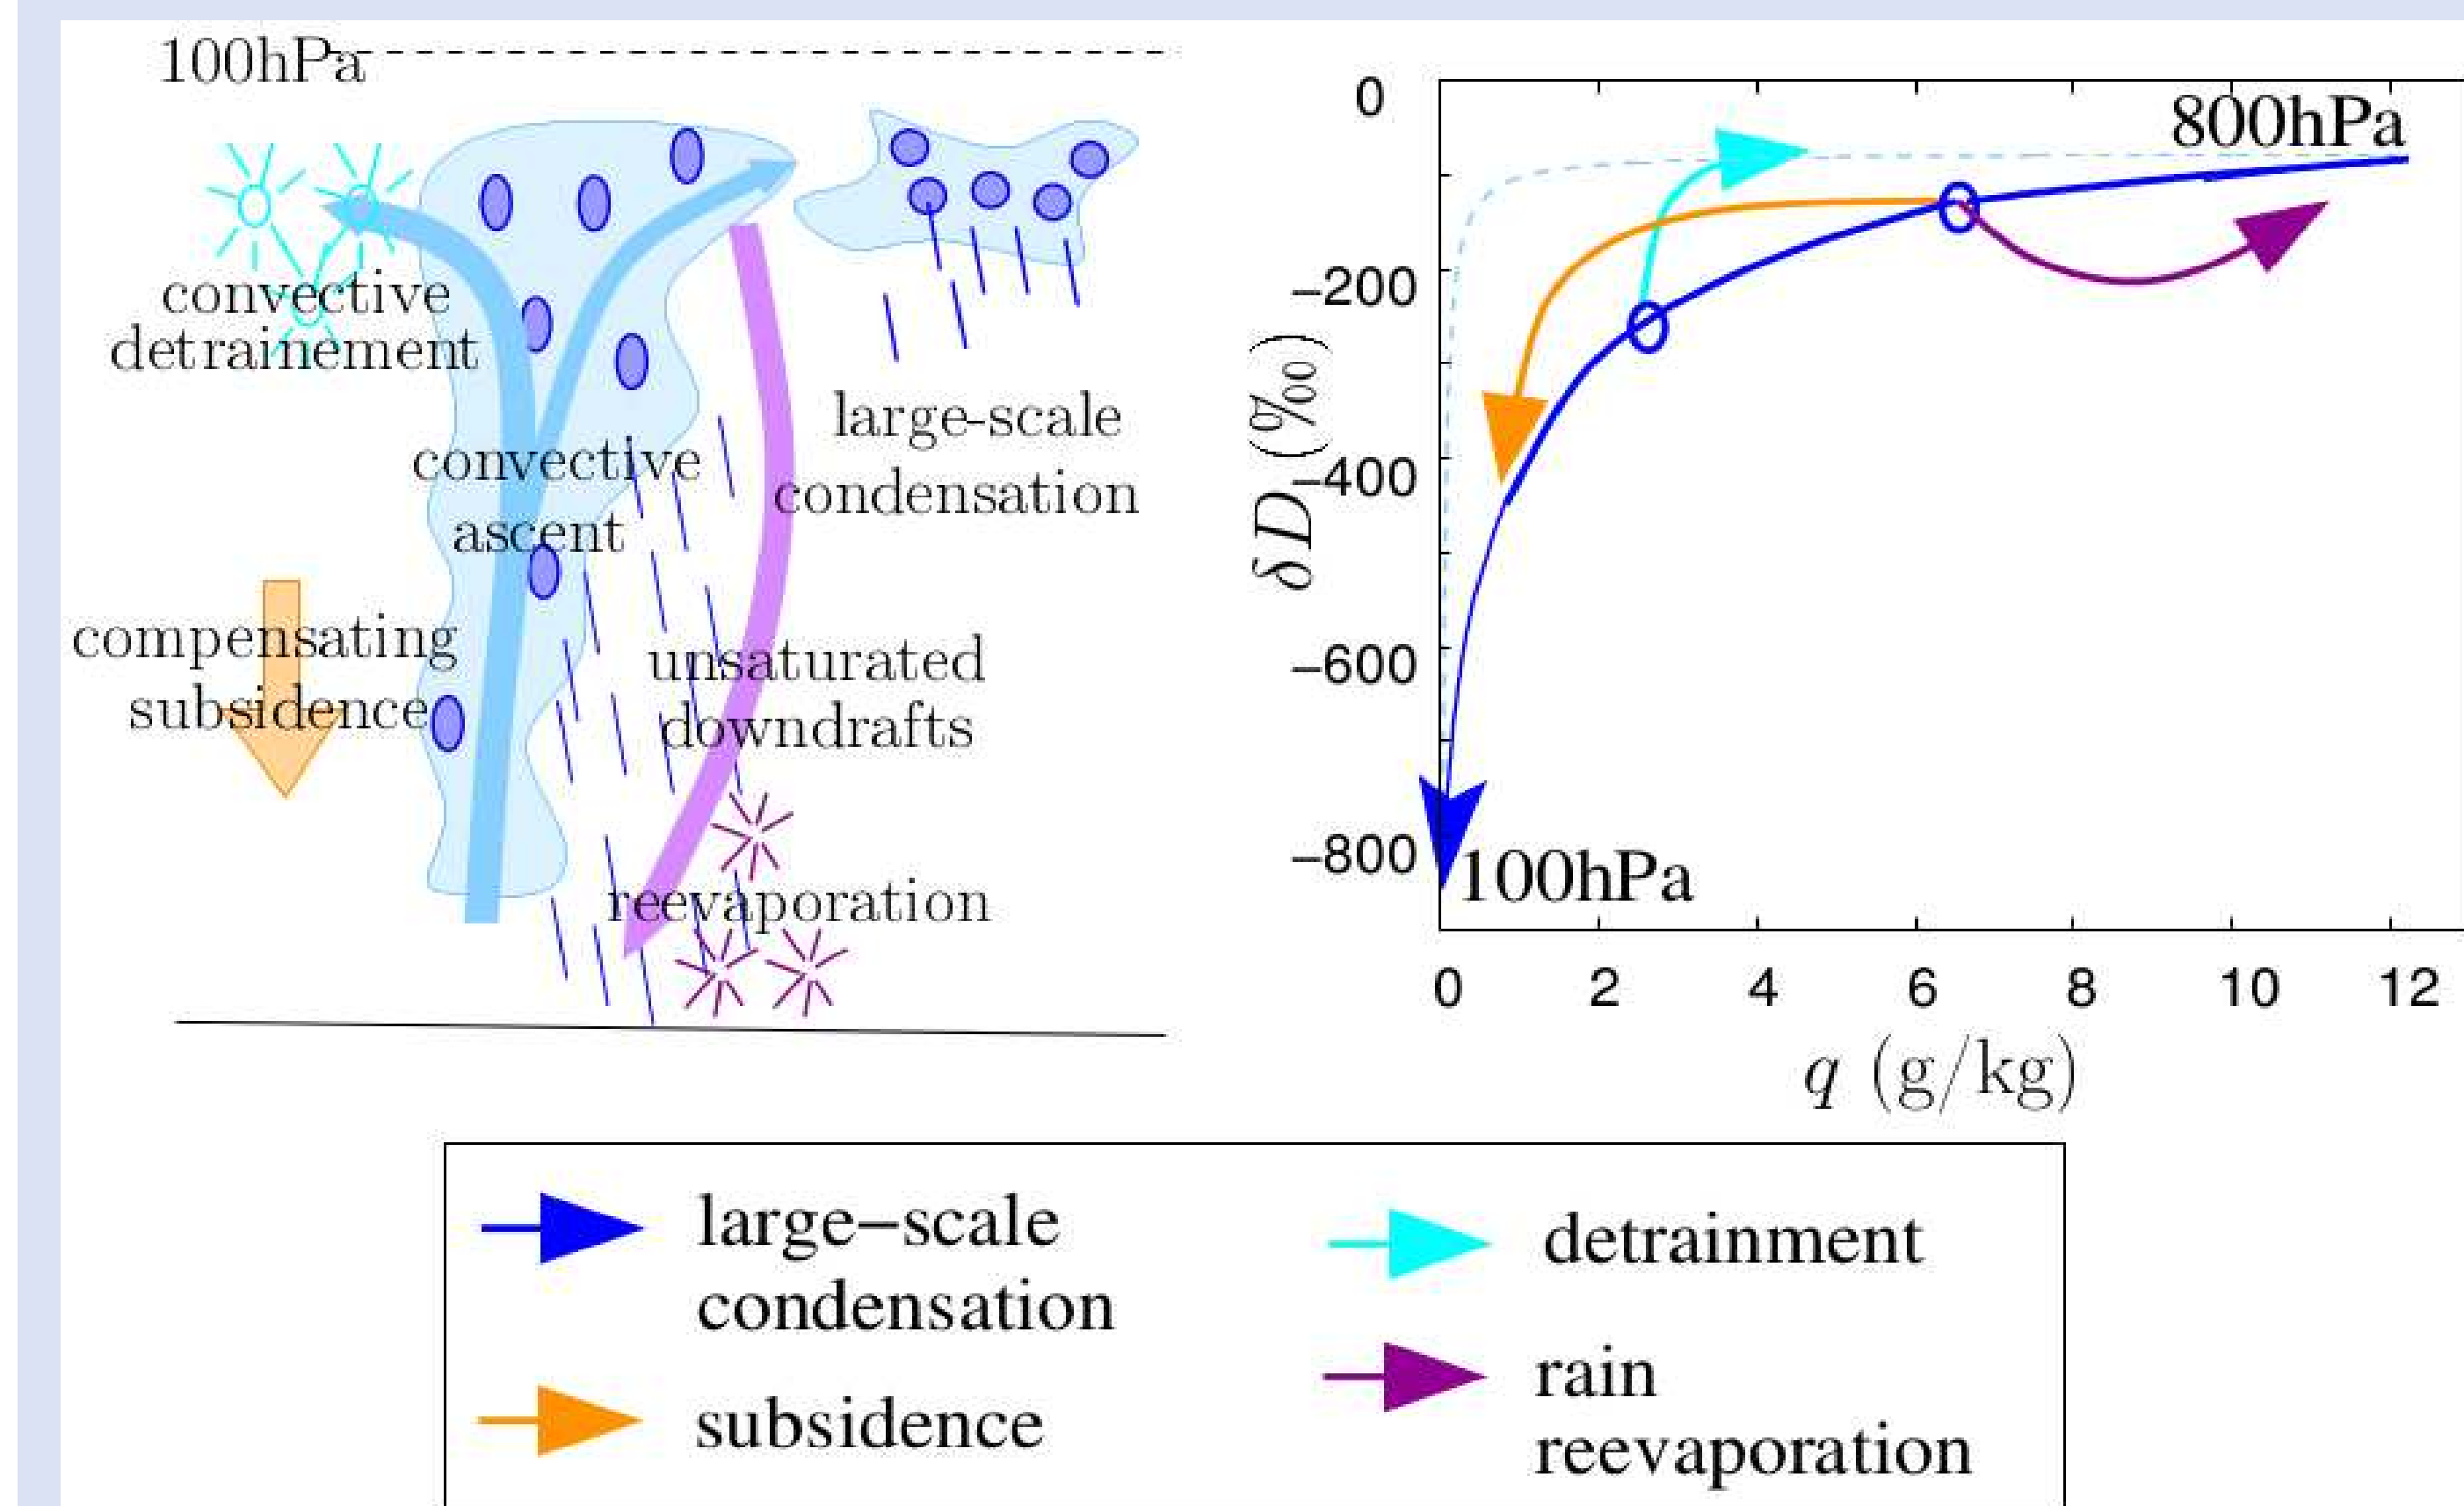 100hPa
convective
detrainement
convective
ascent
large-scale
condensation
compensating
subsidence
unsaturated
downdrafts
reevaporation
0
−200
−400
−600
−800
δD (‰)
800hPa
100hPa
0 2 4 6 8 10 12
q (g/kg)
large−scale
condensation
subsidence
detrainment
rain
reevaporation